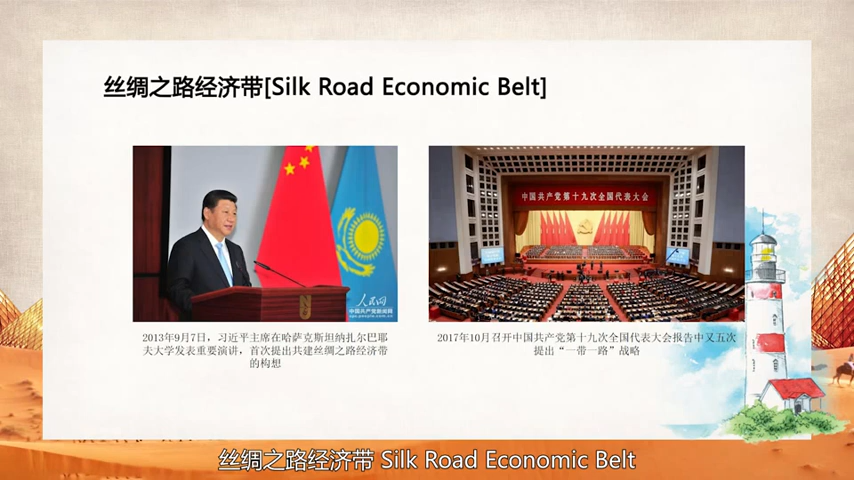 丝绸之路经济带[Silk Road Economic Belt]
中国共产党第十九次全国代表大会
人民网
中国共产党新闻网
cpc.people.com.cn
2013年9月7日，习近平主席在哈萨克斯坦纳扎尔巴耶
夫大学发表重要演讲，首次提出共建丝绸之路经济带
的构想
2017年10月召开中国共产党第十九次全国代表大会报告中又五次
提出“一带一路”战略
丝绸之路经济带 Silk Road Economic Belt